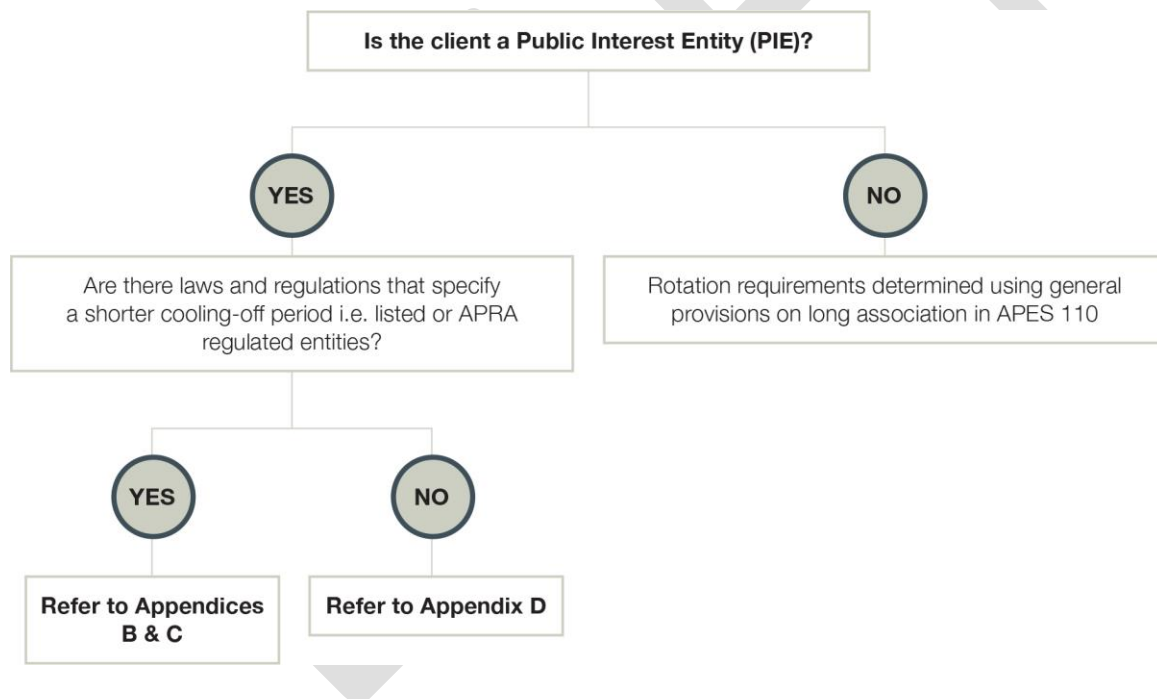 Is the client a Public Interest Entity (PIE)?
YES
NO
Are there laws and regulations that specify
a shorter cooling-off period i.e. listed or APRA
regulated entities?
Rotation requirements determined using general
provisions on long association in APES 110
YES
NO
Refer to Appendices
B & C
Refer to Appendix D